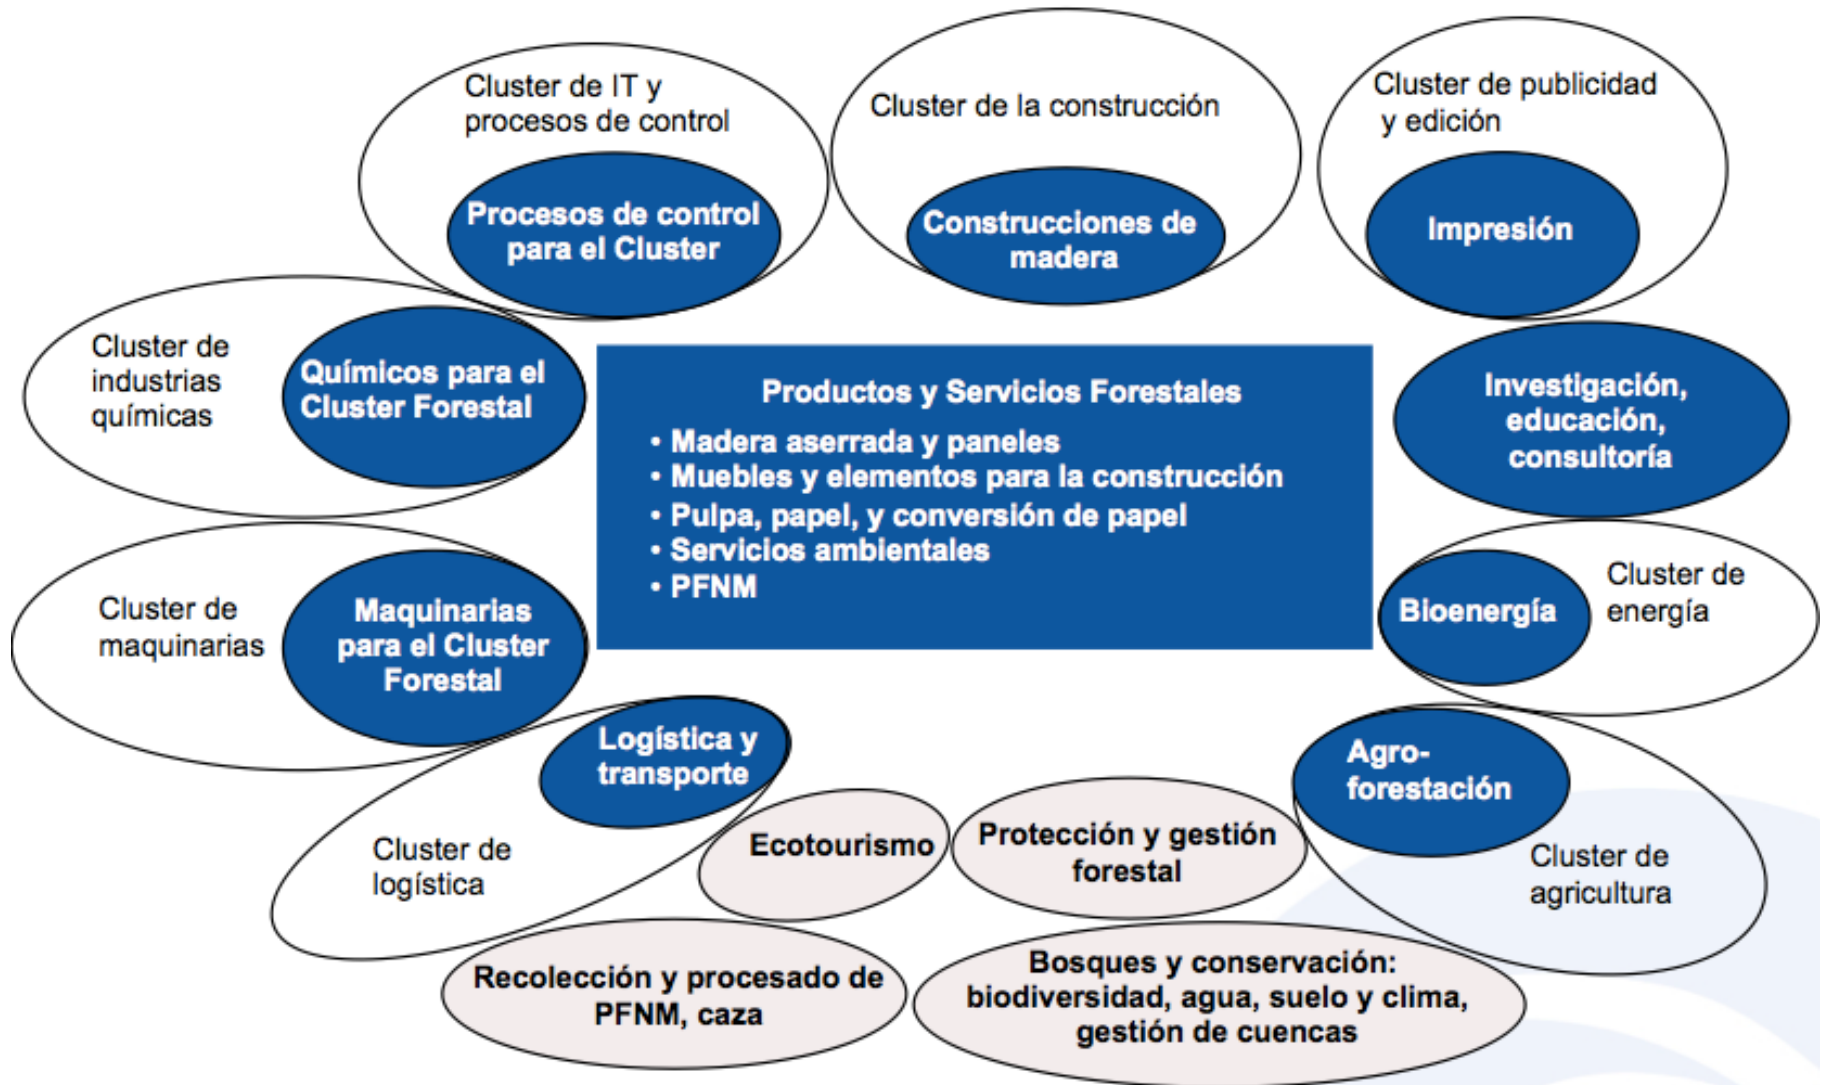 Cluster de IT y
procesos de control
Procesos de control
para el Cluster
Cluster de la construcción
Construcciones de
madera
Cluster de publicidad
y edición
Impresión
Cluster de
industrias
químicas
Químicos para el
Cluster Forestal
Productos y Servicios Forestales
• Madera aserrada y paneles
• Muebles y elementos para la construcción
• Pulpa, papel, y conversión de papel
• Servicios ambientales
• PFNM
Investigación,
educación,
consultoría
Cluster de
maquinarias
Maquinarias
para el Cluster
Forestal
Bioenergía
Cluster de
energía
Logística y
transporte
Cluster de
logística
Ecotourismo
Protección y gestión
forestal
Agro-
forestación
Cluster de
agricultura
Recolección y procesado de
PFNM, caza
Bosques y conservación:
biodiversidad, agua, suelo y clima,
gestión de cuencas